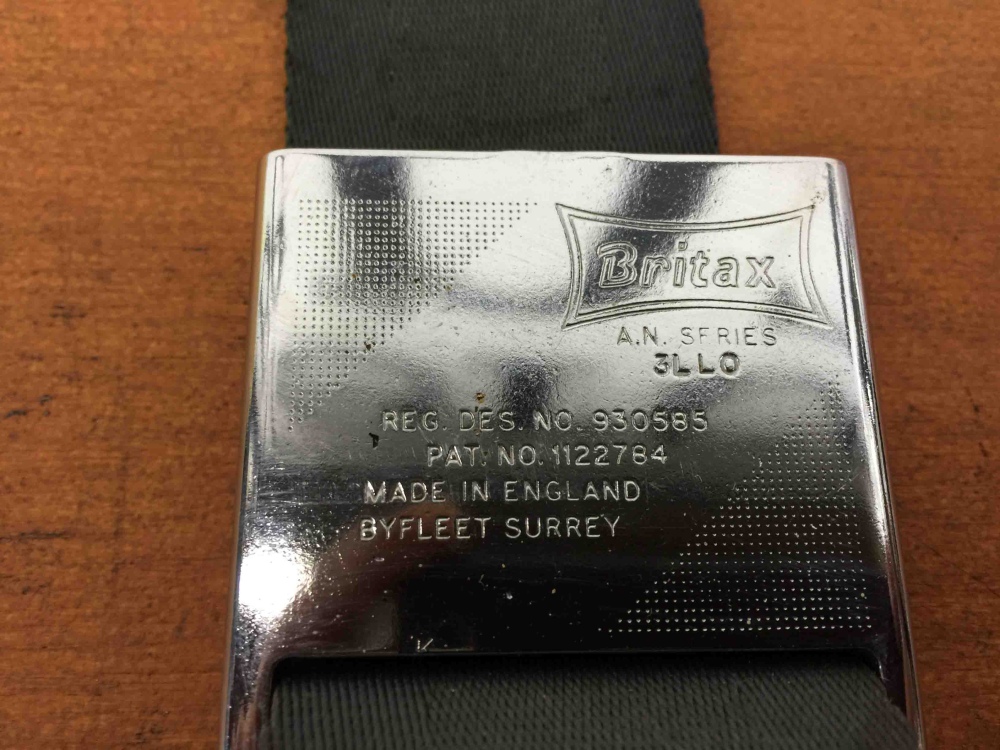 Britax
A.N. SERIES
3LLO
REG. DES. NO. 930585
PAT. NO. 1122784
MADE IN ENGLAND
BYFLEET SURREY